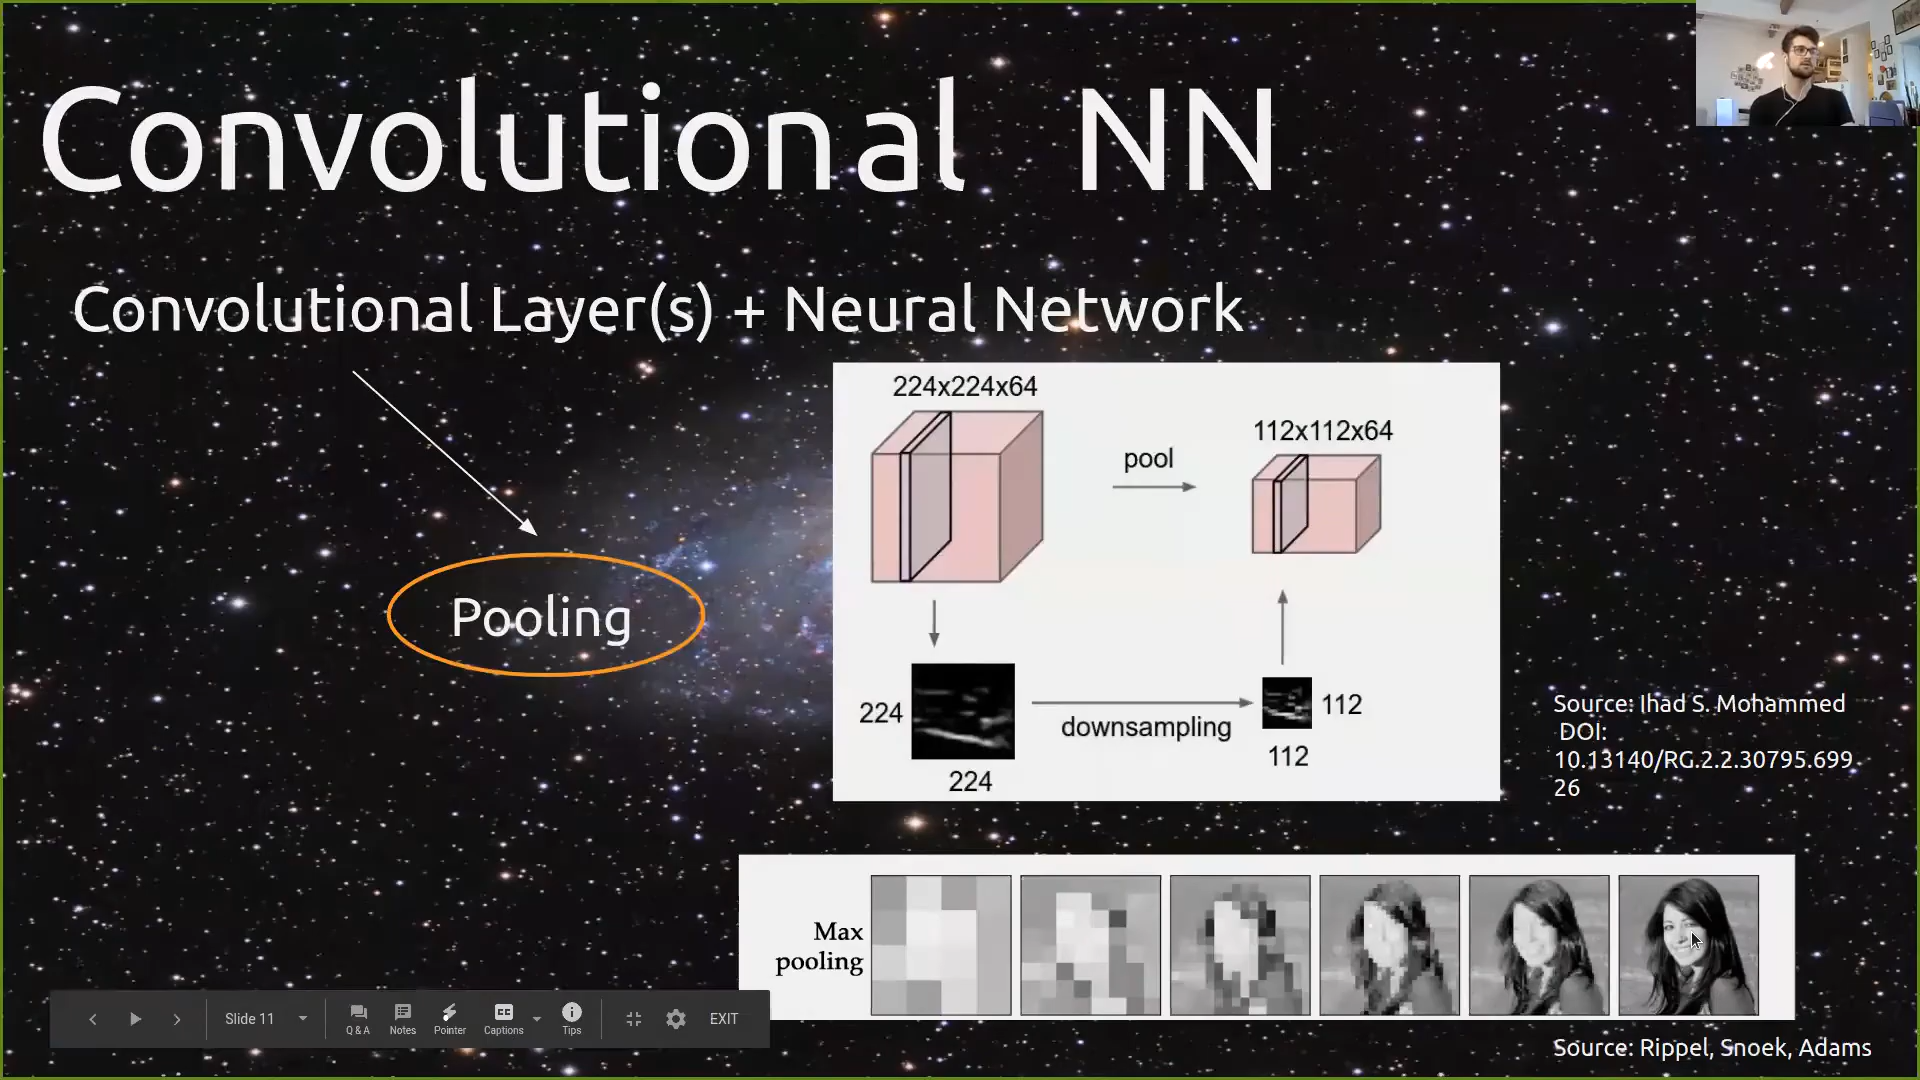 Convolutional NN
Convolutional Layer(s) + Neural Network
224x224x64
112x112x64
pool
Pooling
224
downsampling
112
112
224
Source: Ihad S. Mohammed
DOI:
10.13140/RG.2.2.30795.699
26
Max
pooling
Slide 11
Q & A
Notes
Pointer
Captions
Tips
EXIT
Source: Rippel, Snoek, Adams